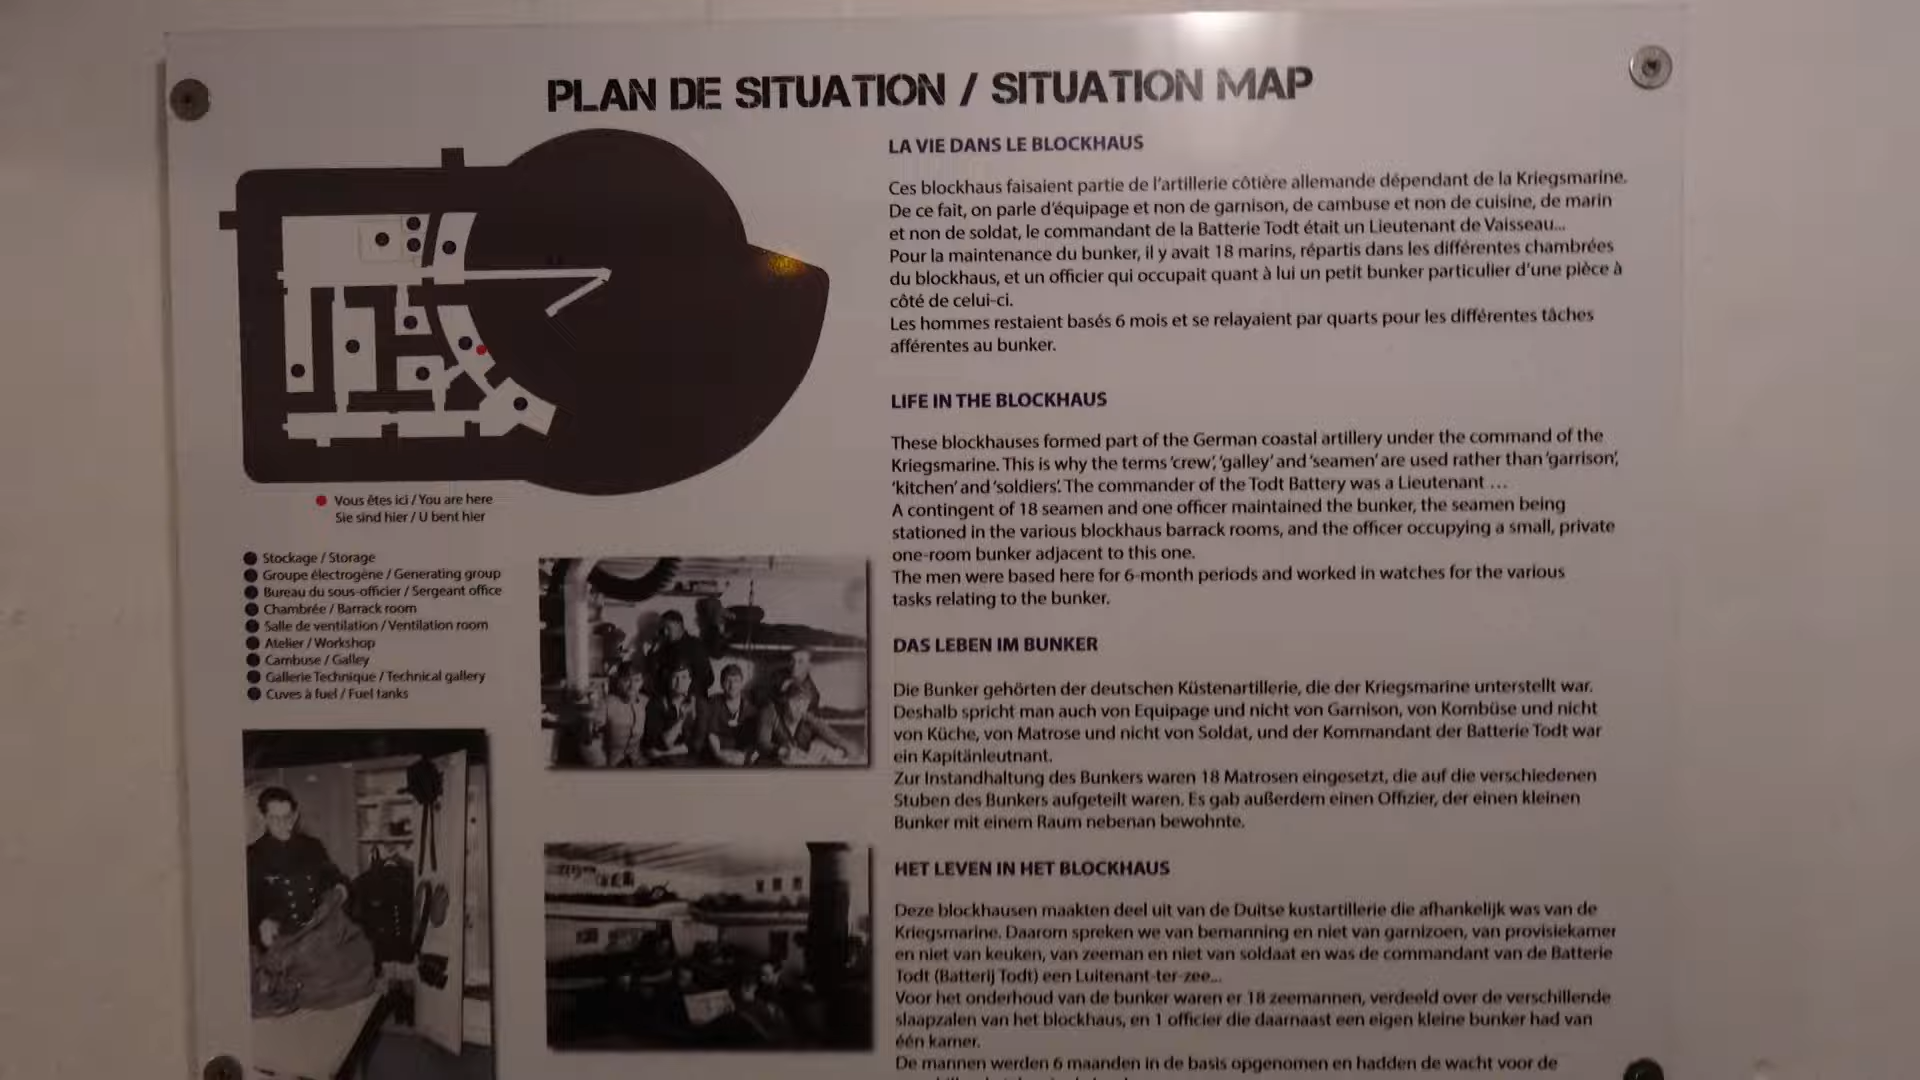 PLAN DE SITUATION / SITUATION MAP
Vous êtes ici / You are here
Sie sind hier / U bent hier
Stockage / Storage
Groupe électrogène / Generating group
Bureau du sous-officier / Sergeant office
Chambrée / Barrack room
Salle de ventilation / Ventilation room
Atelier / Workshop
Cambuse / Galley
Gallerie Technique / Technical gallery
Cuves à fuel / Fuel tanks
LA VIE DANS LE BLOCKHAUS
Ces blockhaus faisaient partie de l'artillerie côtière allemande dépendant de la Kriegsmarine.
De ce fait, on parle d'équipage et non de garnison, de cambuse et non de cuisine, de marin
et non de soldat, le commandant de la Batterie Todt était un Lieutenant de Vaisseau...
Pour la maintenance du bunker, il y avait 18 marins, répartis dans les différentes chambrées
du blockhaus, et un officier qui occupait quant à lui un petit bunker particulier d'une pièce à
côté de celui-ci.
Les hommes restaient basés 6 mois et se relayaient par quarts pour les différentes tâches
afférentes au bunker.
LIFE IN THE BLOCKHAUS
These blockhauses formed part of the German coastal artillery under the command of the
Kriegsmarine. This is why the terms 'crew', 'galley' and 'seamen' are used rather than 'garrison',
'kitchen' and 'soldiers'. The commander of the Todt Battery was a Lieutenant ...
A contingent of 18 seamen and one officer maintained the bunker, the seamen being
stationed in the various blockhaus barrack rooms, and the officer occupying a small, private
one-room bunker adjacent to this one.
The men were based here for 6-month periods and worked in watches for the various
tasks relating to the bunker.
DAS LEBEN IM BUNKER
Die Bunker gehörten der deutschen Küstenartillerie, die der Kriegsmarine unterstellt war.
Deshalb spricht man auch von Equipage und nicht von Garnison, von Kombüse und nicht
von Küche, von Matrose und nicht von Soldat, und der Kommandant der Batterie Todt war
ein Kapitänleutnant.
Zur Instandhaltung des Bunkers waren 18 Matrosen eingesetzt, die auf die verschiedenen
Stuben des Bunkers aufgeteilt waren. Es gab außerdem einen Offizier, der einen kleinen
Bunker mit einem Raum nebenan bewohnte.
HET LEVEN IN HET BLOCKHAUS
Deze blockhausen maakten deel uit van de Duitse kustartillerie die afhankelijk was van de
Kriegsmarine. Daarom spreken we van bemanning en niet van garnizoen, van provisiekamer
en niet van keuken, van zeeman en niet van soldaat en was de commandant van de Batterie
Todt (Batterij Todt) een Luitenant-ter-zee...
Voor het onderhoud van de bunker waren er 18 zeemannen, verdeeld over de verschillende
slaapzalen van het blockhaus, en 1 officier die daarnaast een eigen kleine bunker had van
één kamer.
De mannen werden 6 maanden in de basis opgenomen en hadden de wacht voor de